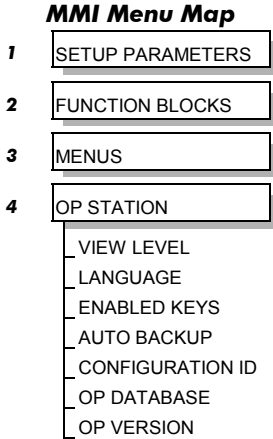 MMI Menu Map
1 SETUP PARAMETERS
2 FUNCTION BLOCKS
3 MENUS
4 OP STATION
VIEW LEVEL
LANGUAGE
ENABLED KEYS
AUTO BACKUP
CONFIGURATION ID
OP DATABASE
OP VERSION